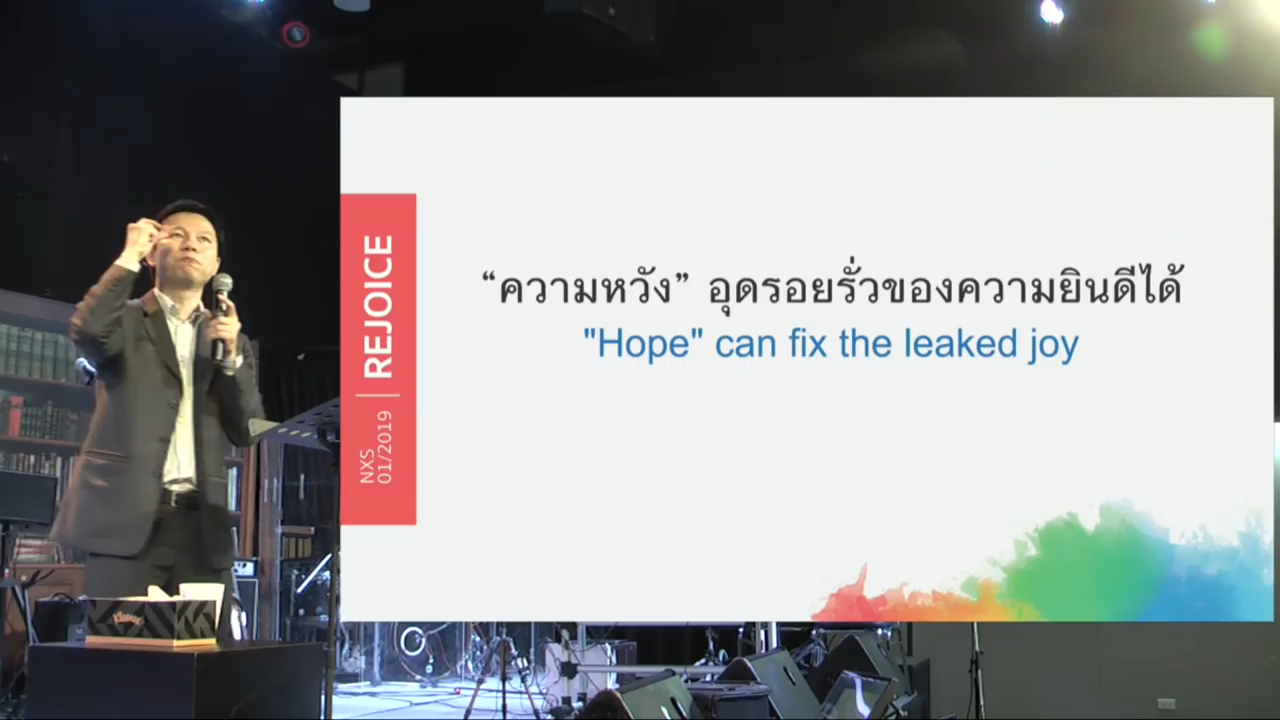 REJOICE
NXS
01/2019
“ความหวัง” อุดรอยรั่วของความยินดีได้
"Hope" can fix the leaked joy
Kleenex